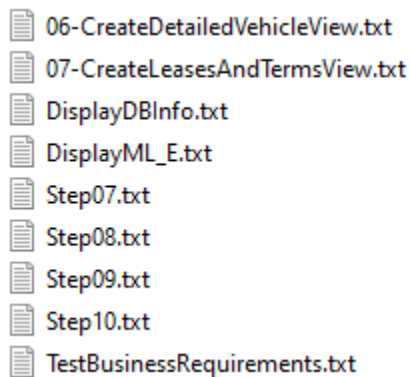 06-CreateDetailedVehicleView.txt
07-CreateLeasesAndTermsView.txt
DisplayDBInfo.txt
DisplayML_E.txt
Step07.txt
Step08.txt
Step09.txt
Step10.txt
TestBusinessRequirements.txt